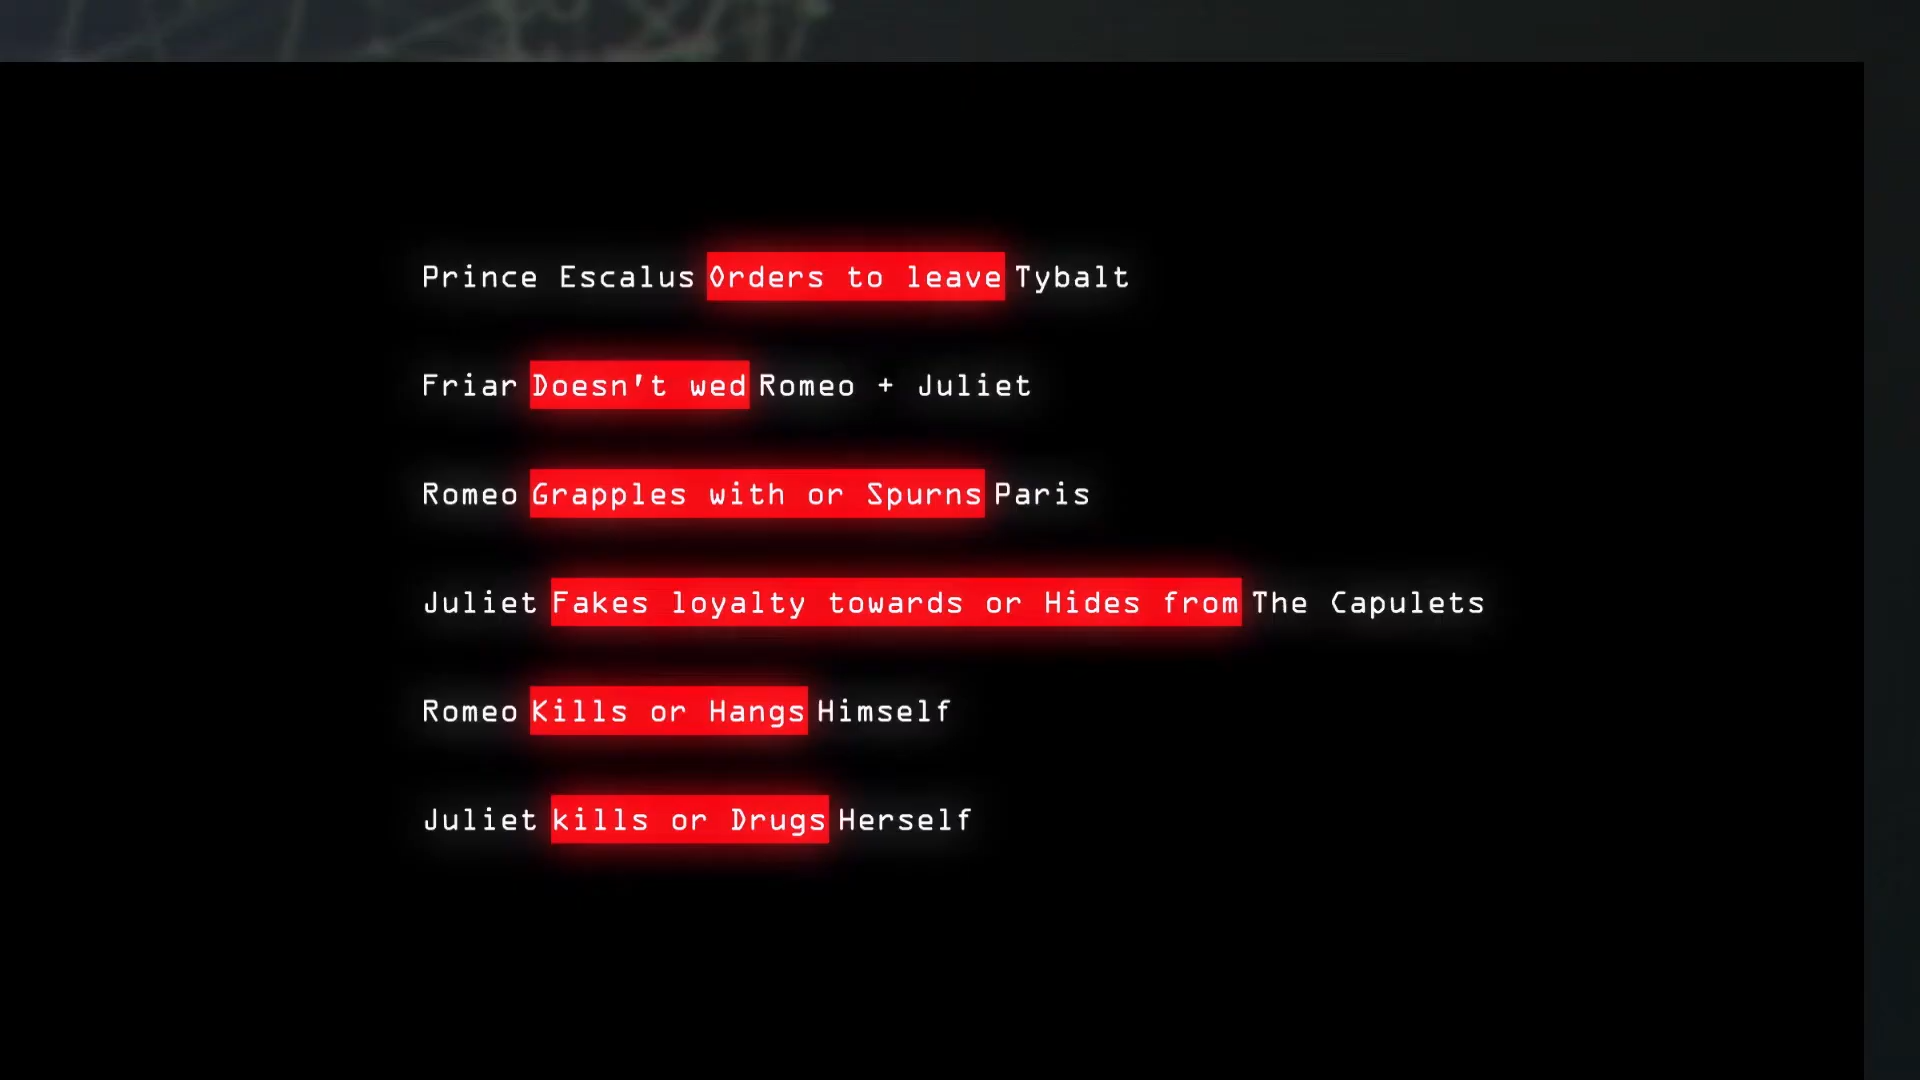 Prince Escalus Orders to leave Tybalt
Friar Doesn't wed Romeo + Juliet
Romeo Grapples with or Spurns Paris
Juliet Fakes loyalty towards or Hides from The Capulets
Romeo Kills or Hangs Himself
Juliet kills or Drugs Herself